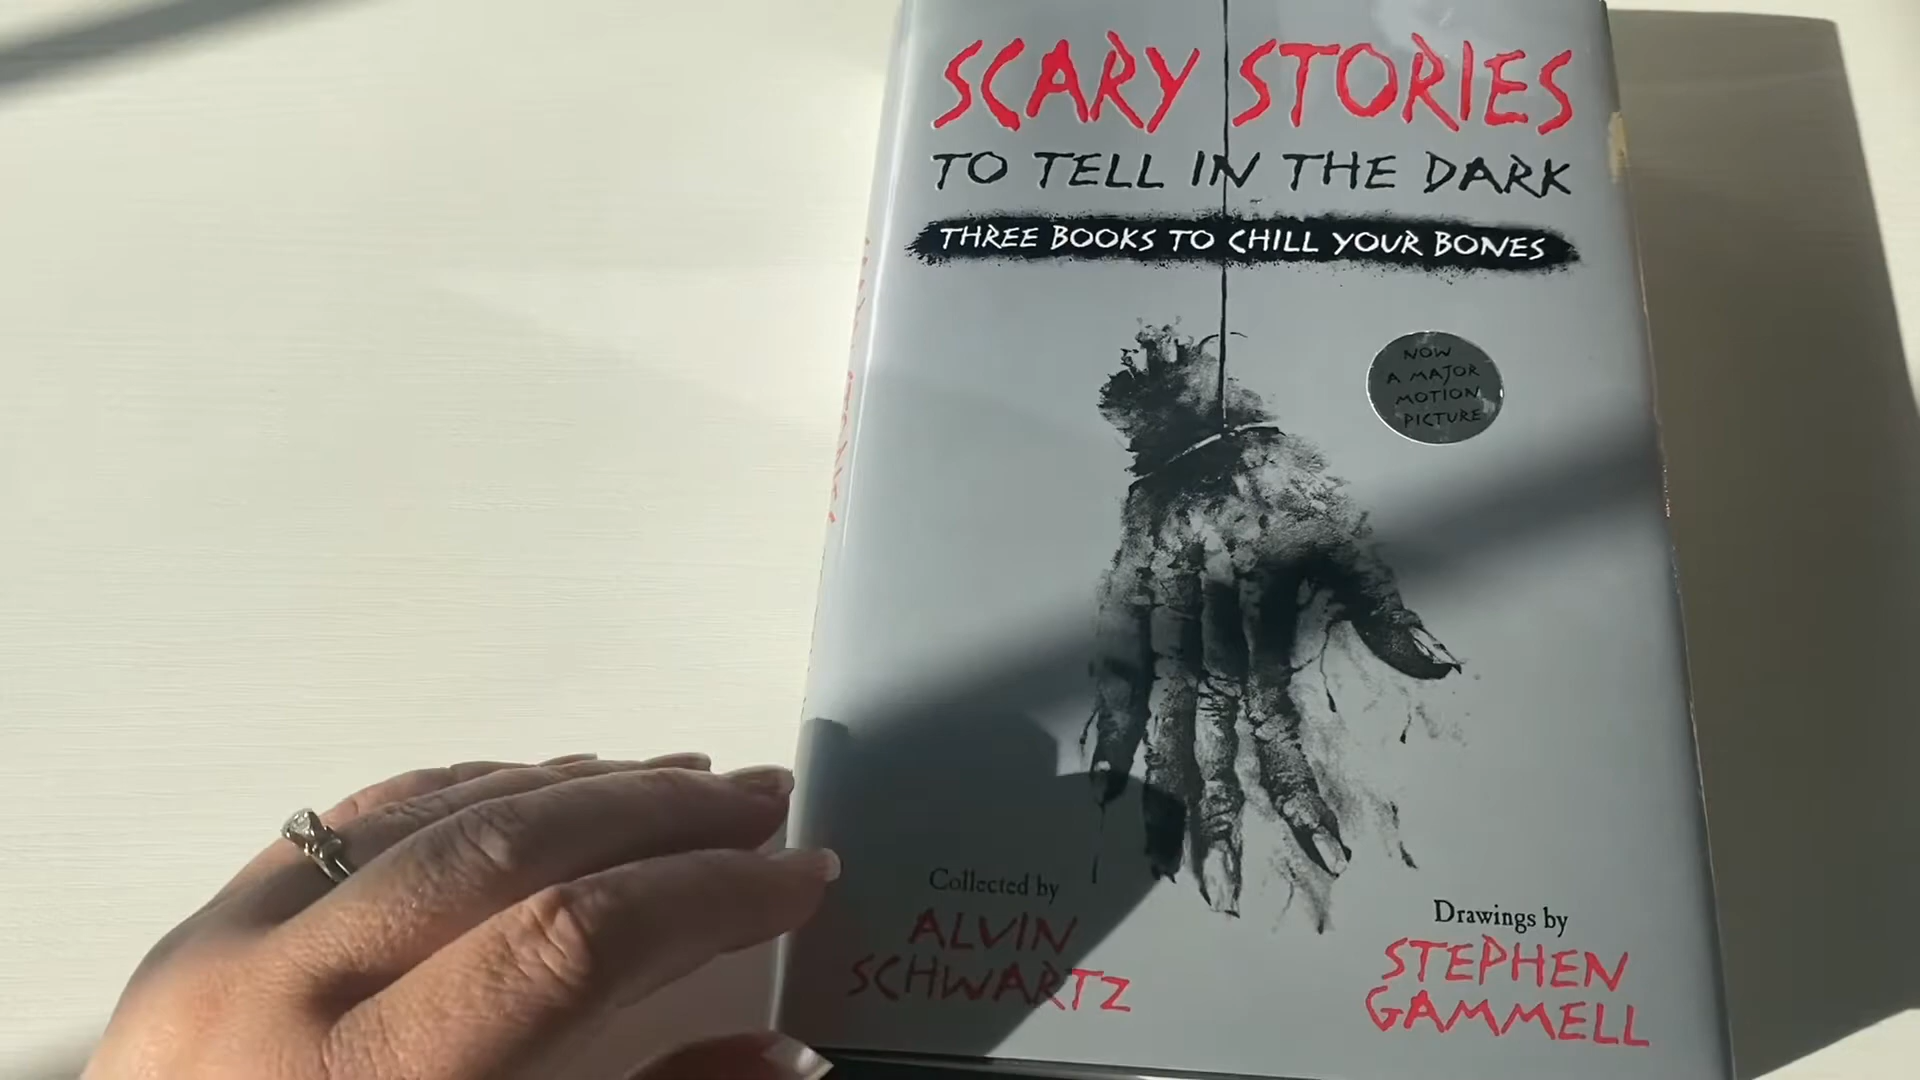 SCARY STORIES
TO TELL IN THE DARK
THREE BOOKS TO CHILL YOUR BONES
NOW
A MAJOR
MOTION
PICTURE
Collected by
ALVIN
SCHWARTZ
Drawings by
STEPHEN
GAMMELL